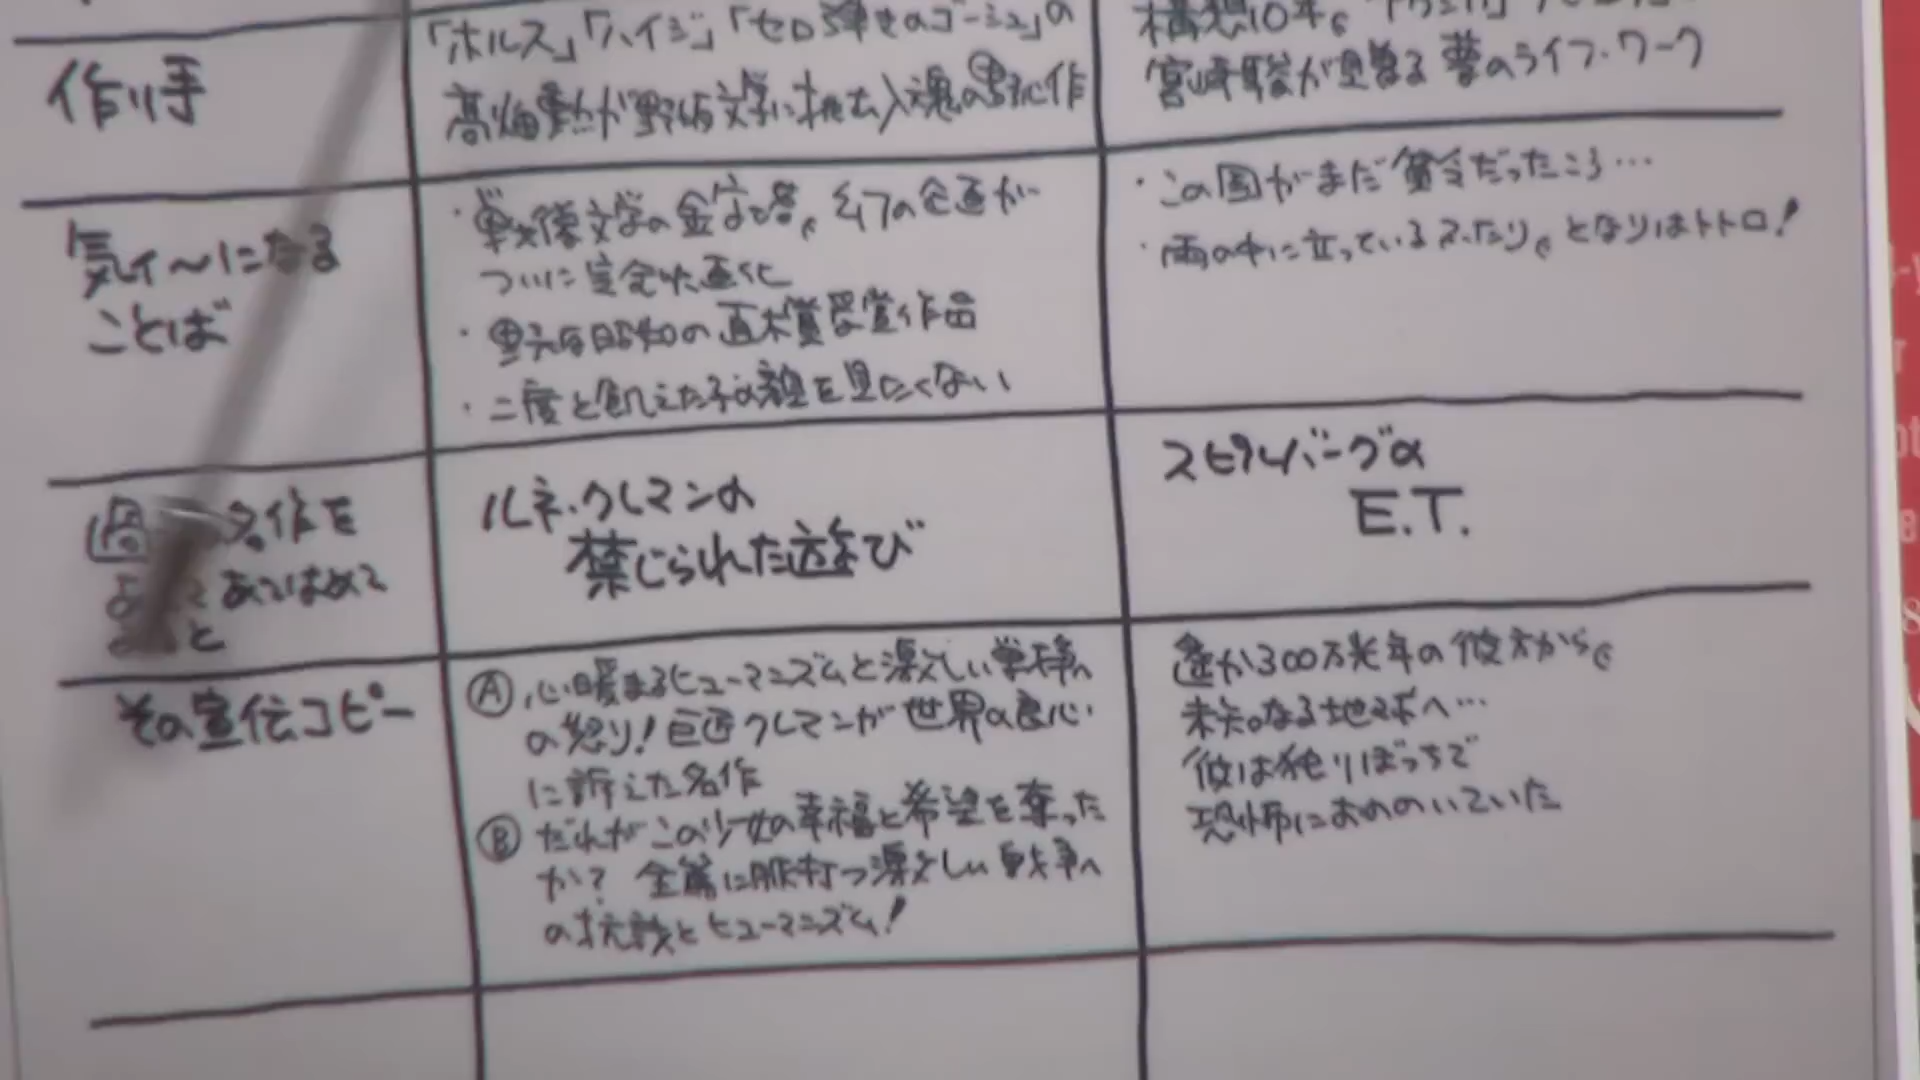 「ホルス」「ハイジ」「セロ弾きのゴーシュ」の
構想10年。
作り手
高畑勲が野坂文学に挑む入魂の野心作
宮崎駿が見る夢のライフ・ワーク
気ィ〜になる
ことば
・戦火文学の金字塔。幻の企画が
ついに完全映画化
・野坂昭如の直木賞受賞作品
・二度と飢えた子の顔を見たくない
・この国がまだ貧乏だったころ…
・雨の中に立っているふたり。となりはトトロ!
名作を
あてはめて
と
ルネ・クレマンの
禁じられた遊び
スピルバーグの
E.T.
その宣伝コピー
Ⓐ 心暖まるヒューマニズムと激しい戦争へ
の怒り!巨匠クレマンが世界の良心
に訴えた名作
Ⓑ だれがこの少女の幸福と希望を奪った
か? 全篇に脈打つ激しい戦争へ
の抗議とヒューマニズム!
遥か300万光年の彼方から。
未知なる地球へ…
彼は独りぼっちで
恐怖におののいていた